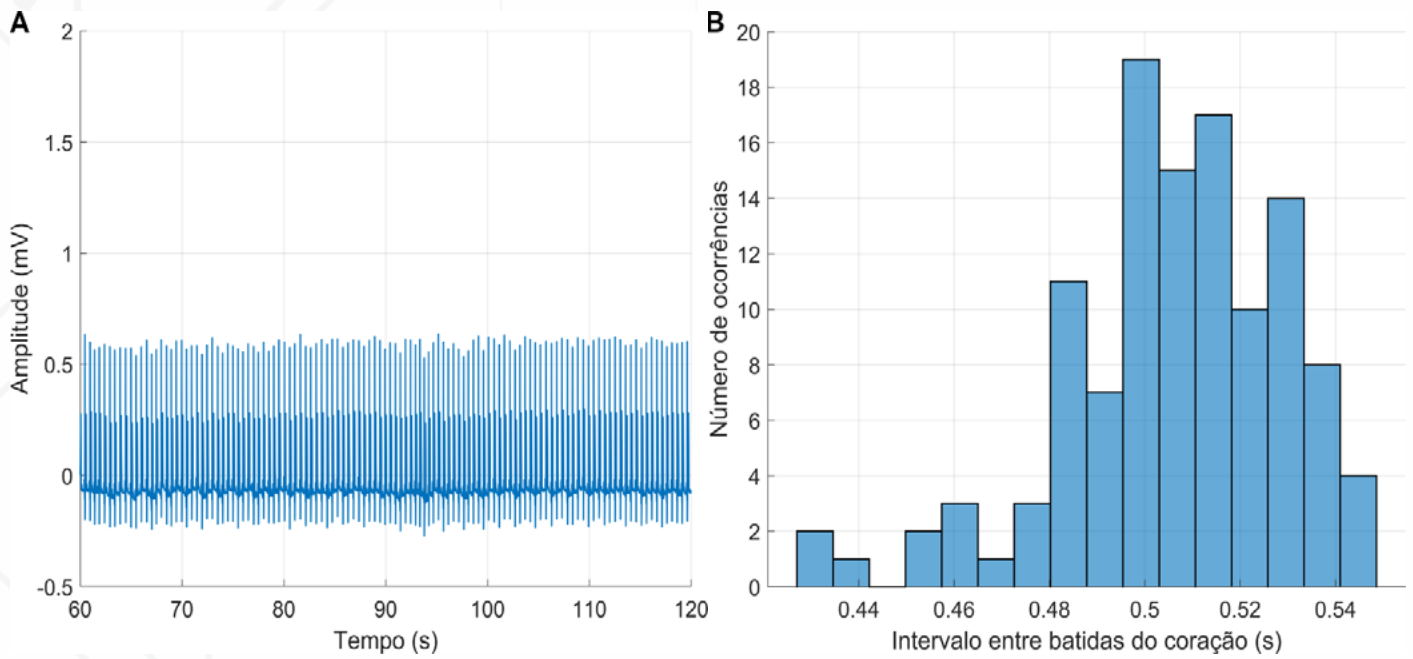 A
2
1.5
1
0.5
0
-0.5
60 70 80 90 100 110 120
Tempo (s)
Amplitude (mV)
B
20
18
16
14
12
10
8
6
4
2
0
0.44 0.46 0.48 0.5 0.52 0.54
Intervalo entre batidas do coração (s)
Número de ocorrências